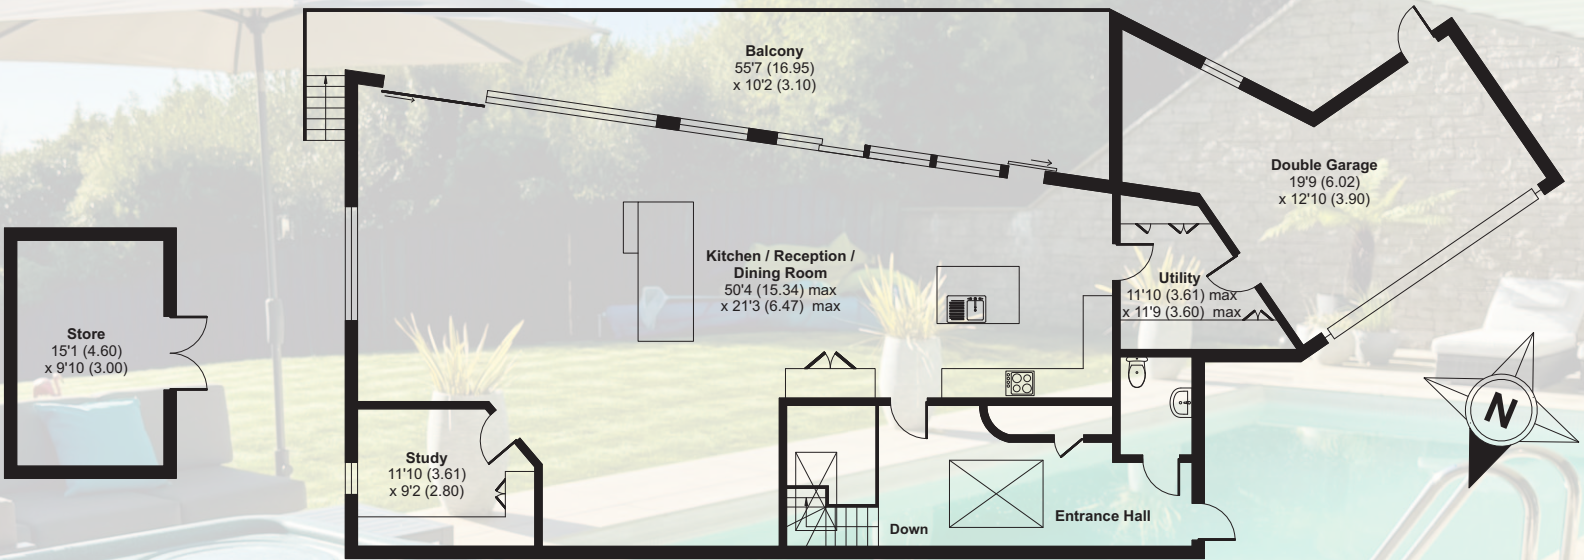 Balcony
55'7 (16.95)
x 10'2 (3.10)
Double Garage
19'9 (6.02)
x 12'10 (3.90)
Kitchen / Reception /
Dining Room
50'4 (15.34) max
x 21'3 (6.47) max
Utility
11'10 (3.61) max
x 11'9 (3.60) max
Store
15'1 (4.60)
x 9'10 (3.00)
Study
11'10 (3.61)
x 9'2 (2.80)
Down
Entrance Hall
N